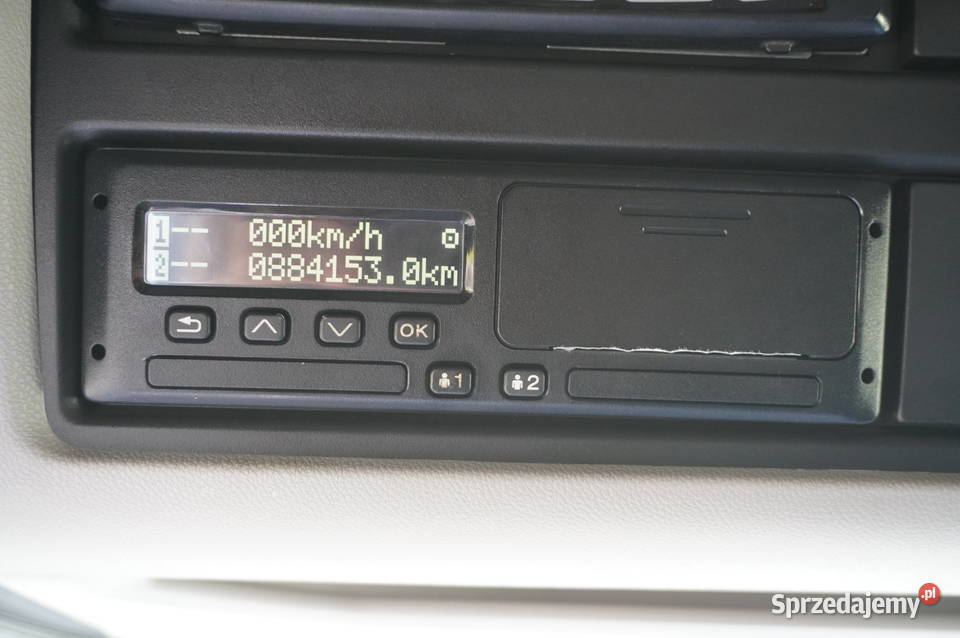 1-- 000km/h
2-- 0884153.0km
OK
1
2
Sprzedajemy.pl